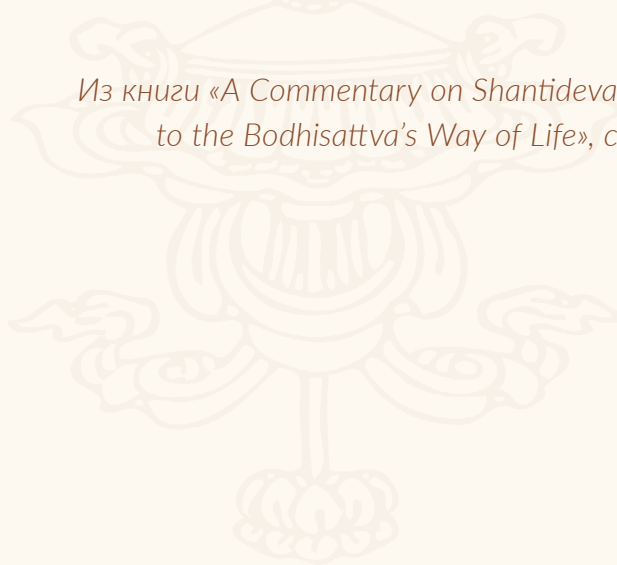 Из книги «A Commentary on Shantideva
to the Bodhisattva’s Way of Life», с